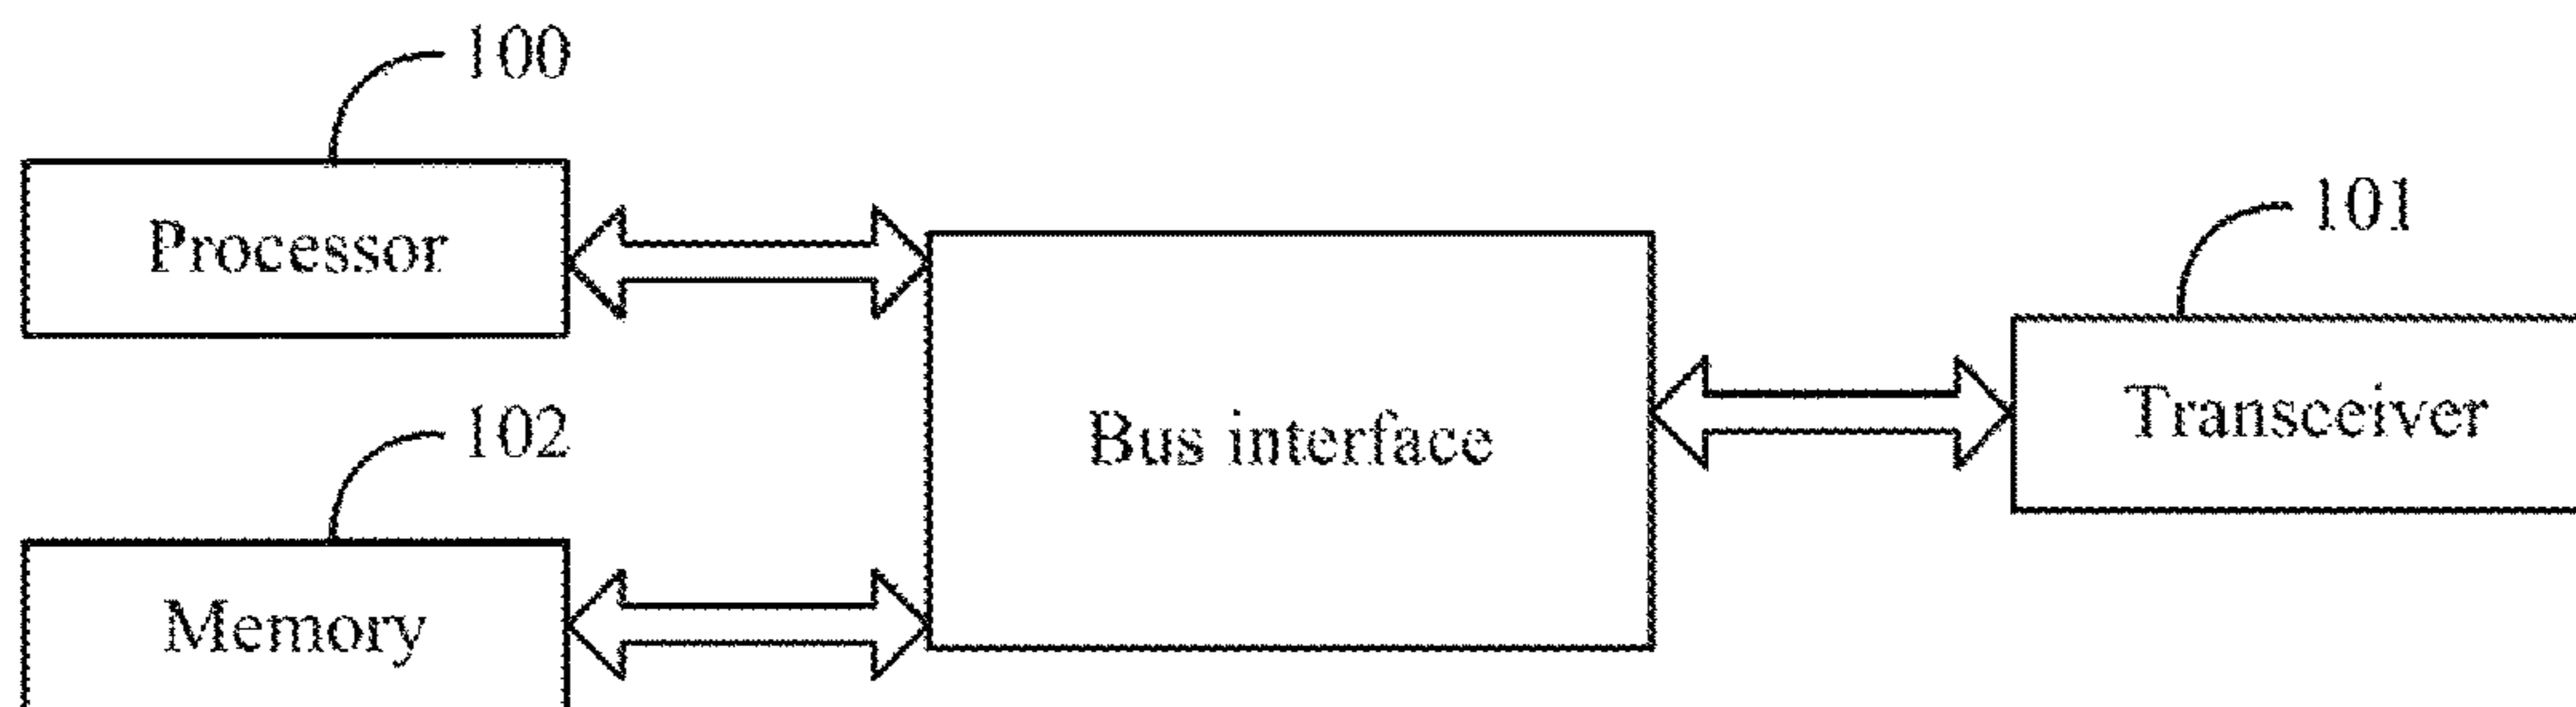 100
Processor
101
Transceiver
Bus interface
102
Memory